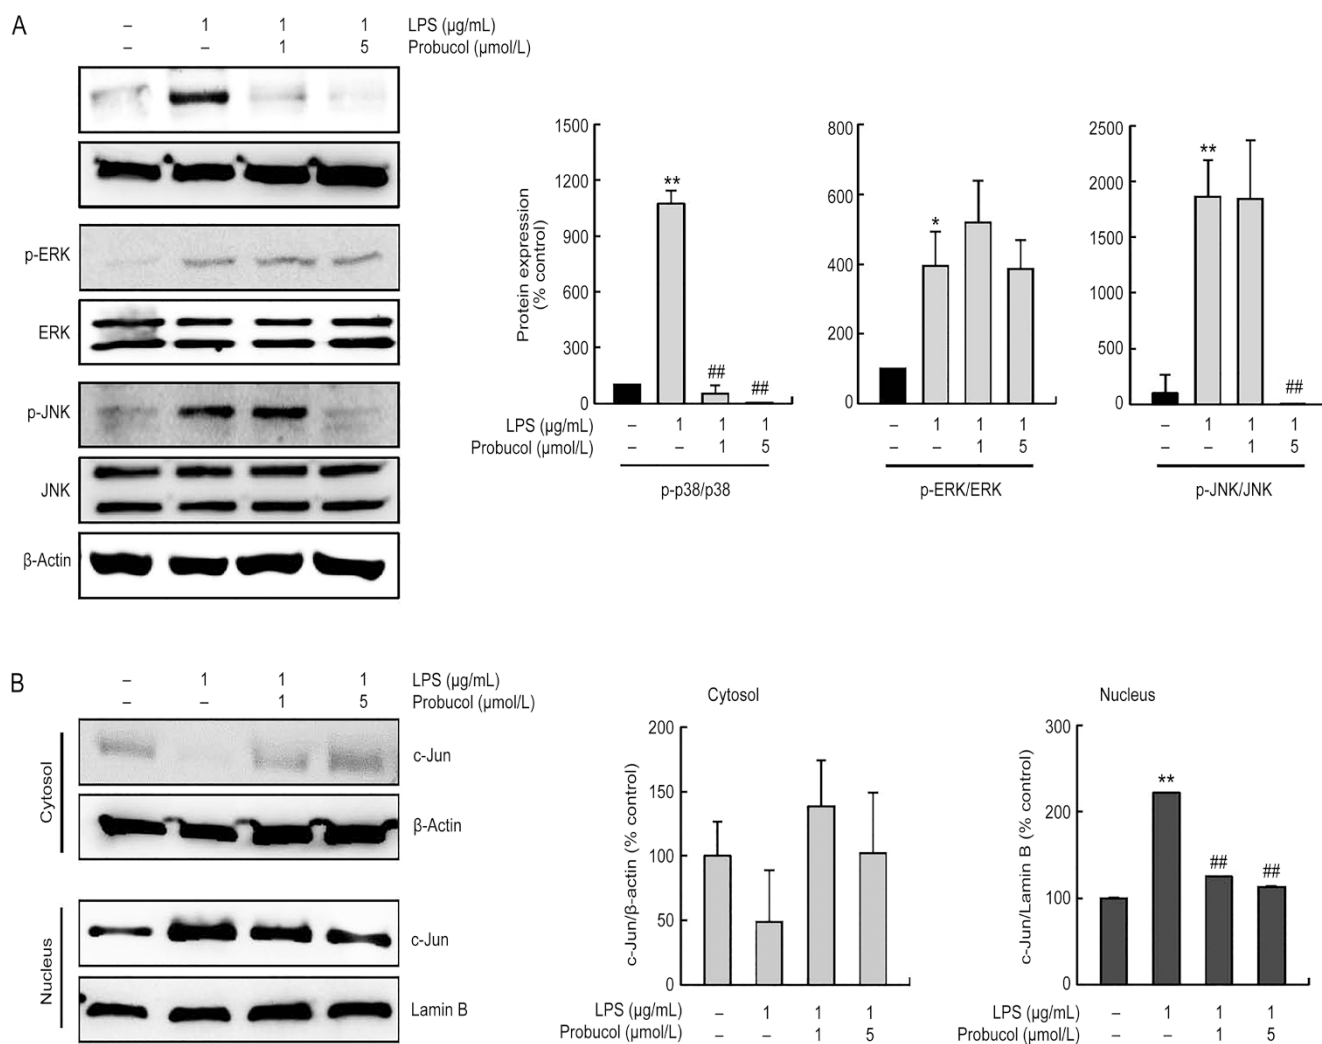 A
– 1 1 1 LPS (µg/mL)
– – 1 5 Probucol (µmol/L)
p-ERK
ERK
p-JNK
JNK
β-Actin
Protein expression
(% control)
1500
1200
900
600
300
0
**
##
##
800
600
400
200
0
*
2500
2000
1500
1000
500
0
**
##
LPS (µg/mL) – 1 1 1 – 1 1 1 – 1 1 1
Probucol (µmol/L) – – 1 5 – – 1 5 – – 1 5
p-p38/p38
p-ERK/ERK
p-JNK/JNK
B
– 1 1 1 LPS (µg/mL)
– – 1 5 Probucol (µmol/L)
Cytosol
c-Jun
β-Actin
Nucleus
c-Jun
Lamin B
Cytosol
c-Jun/β-actin (% control)
200
150
100
50
0
LPS (µg/mL) – 1 1 1
Probucol (µmol/L) – – 1 5
Nucleus
c-Jun/Lamin B (% control)
300
200
100
0
**
##
##
LPS (µg/mL) – 1 1 1
Probucol (µmol/L) – – 1 5